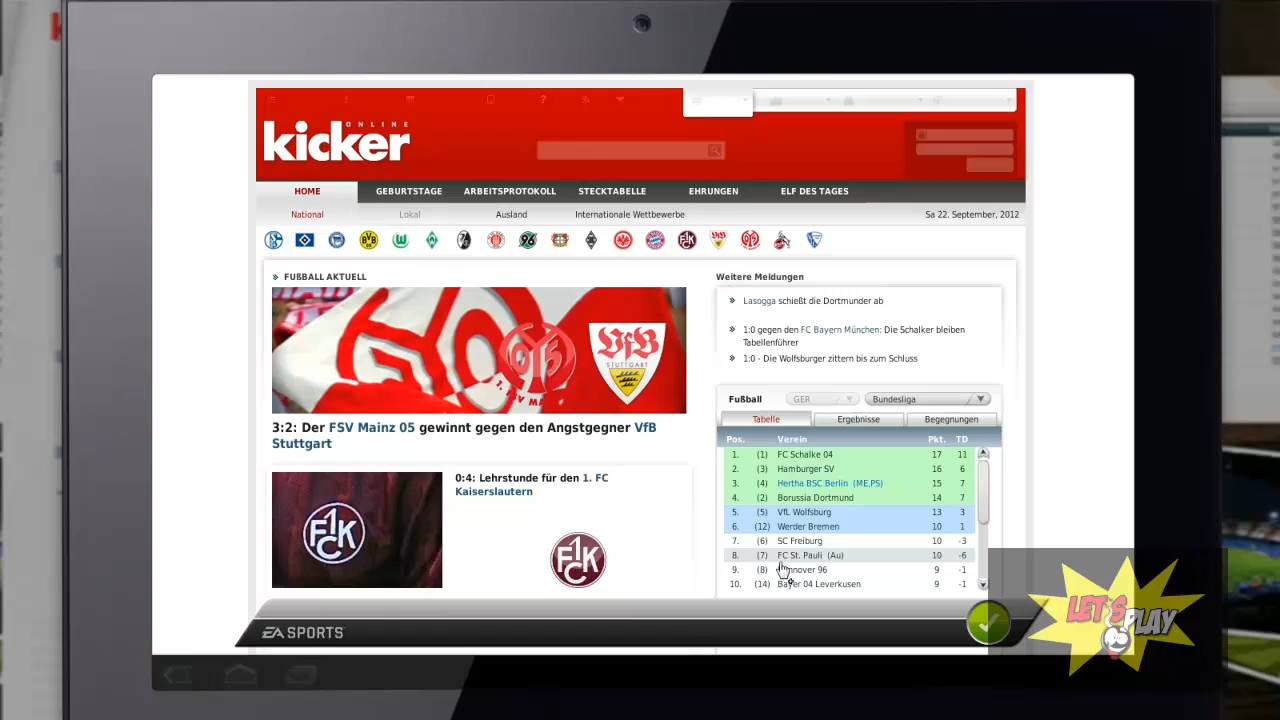 ONLINE
kicker
HOME GEBURTSTAGE ARBEITSPROTOKOLL STECKTABELLE EHRUNGEN ELF DES TAGES
National Lokal Ausland Internationale Wettbewerbe Sa 22. September, 2012
» FUẞBALL AKTUELL
3:2: Der FSV Mainz 05 gewinnt gegen den Angstgegner VfB
Stuttgart
0:4: Lehrstunde für den 1. FC
Kaiserslautern
Weitere Meldungen
» Lasogga schießt die Dortmunder ab
» 1:0 gegen den FC Bayern München: Die Schalker bleiben
Tabellenführer
» 1:0 - Die Wolfsburger zittern bis zum Schluss
Fußball GER Bundesliga
Tabelle Ergebnisse Begegnungen
Pos. Verein Pkt. TD
1. (1) FC Schalke 04 17 11
2. (3) Hamburger SV 16 6
3. (4) Hertha BSC Berlin (ME,PS) 15 7
4. (2) Borussia Dortmund 14 7
5. (5) VfL Wolfsburg 13 3
6. (12) Werder Bremen 10 1
7. (6) SC Freiburg 10 -3
8. (7) FC St. Pauli (Au) 10 -6
9. (8) Hannover 96 9 -1
10. (14) Bayer 04 Leverkusen 9 -1
EA SPORTS
LET'S PLAY